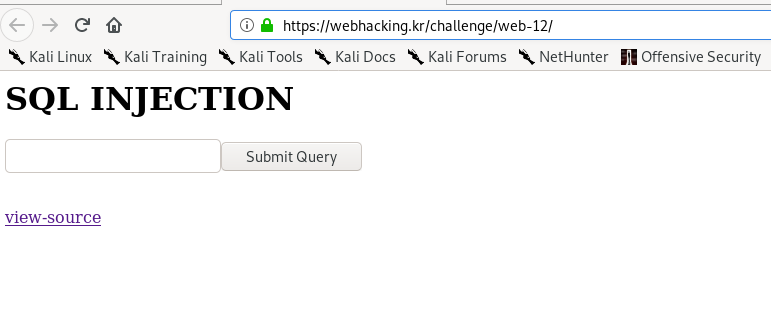 https://webhacking.kr/challenge/web-12/
Kali Linux Kali Training Kali Tools Kali Docs Kali Forums NetHunter Offensive Security
SQL INJECTION
Submit Query
view-source